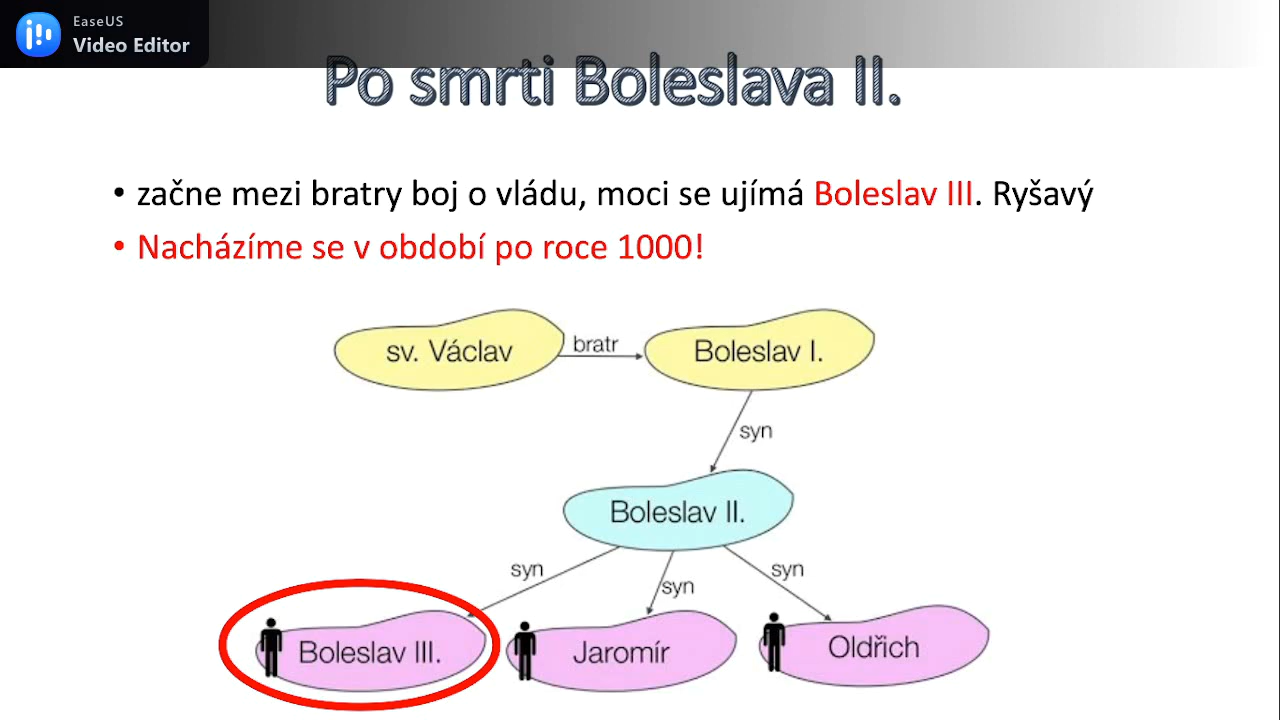 EaseUS
Video Editor
Po smrti Boleslava II.
• začne mezi bratry boj o vládu, moci se ujímá Boleslav III. Ryšavý
• Nacházíme se v období po roce 1000!
sv. Václav
bratr
Boleslav I.
syn
Boleslav II.
syn
syn
syn
Boleslav III.
Jaromír
Oldřich